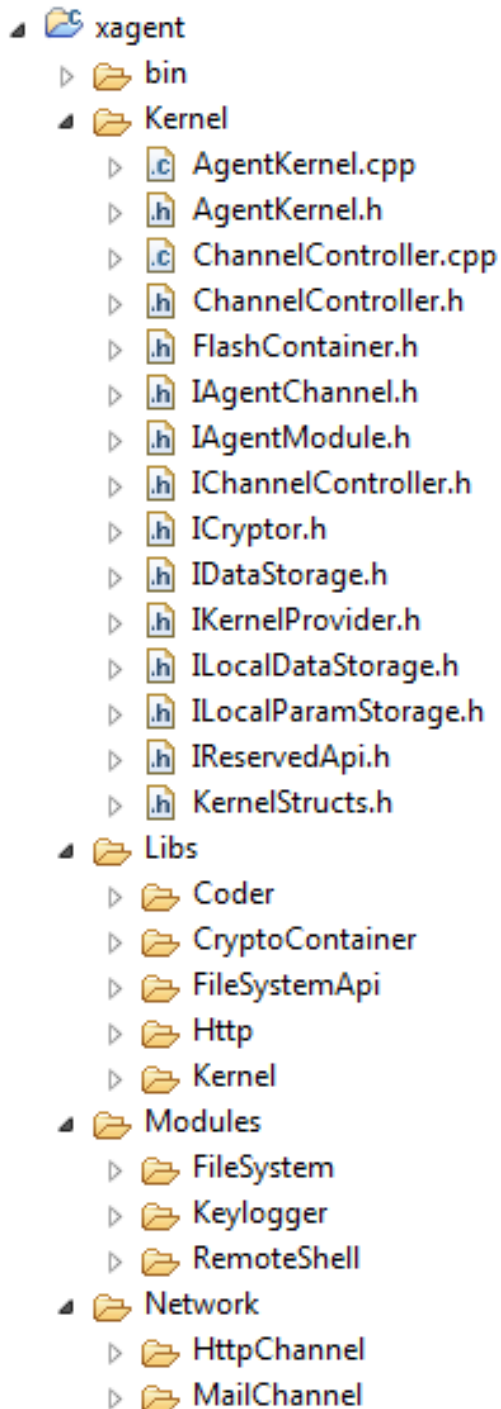 xagent
bin
Kernel
AgentKernel.cpp
AgentKernel.h
ChannelController.cpp
ChannelController.h
FlashContainer.h
IAgentChannel.h
IAgentModule.h
IChannelController.h
ICryptor.h
IDataStorage.h
IKernelProvider.h
ILocalDataStorage.h
ILocalParamStorage.h
IReservedApi.h
KernelStructs.h
Libs
Coder
CryptoContainer
FileSystemApi
Http
Kernel
Modules
FileSystem
Keylogger
RemoteShell
Network
HttpChannel
MailChannel